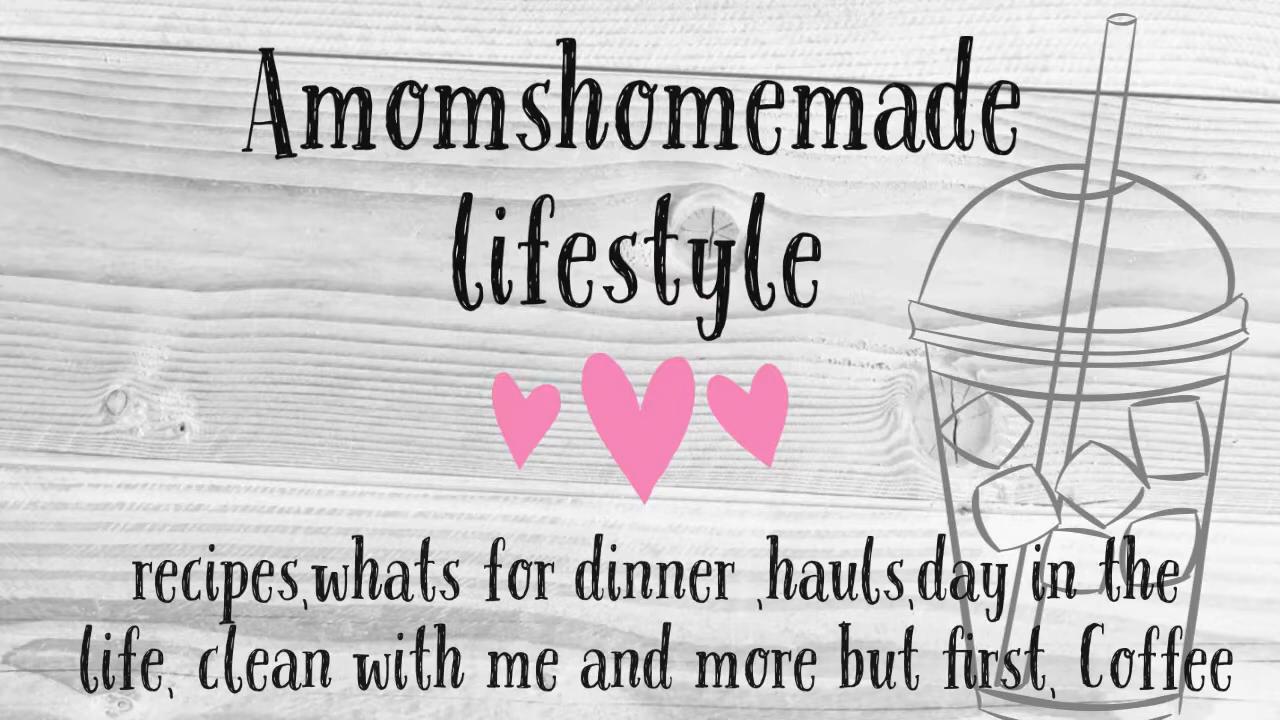 Amomshomemade
lifestyle
recipes,whats for dinner ,hauls,day in the
life, clean with me and more but first, Coffee